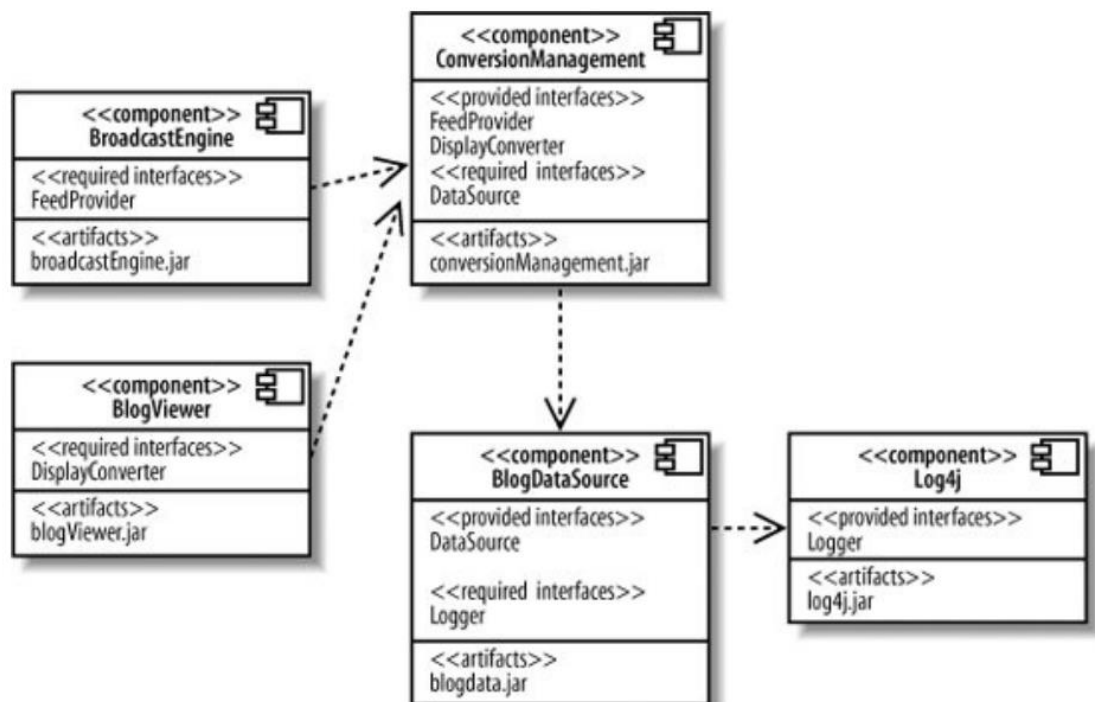 <<component>>
BroadcastEngine
<<required interfaces>>
FeedProvider
<<artifacts>>
broadcastEngine.jar
<<component>>
ConversionManagement
<<provided interfaces>>
FeedProvider
DisplayConverter
<<required interfaces>>
DataSource
<<artifacts>>
conversionManagement.jar
<<component>>
BlogViewer
<<required interfaces>>
DisplayConverter
<<artifacts>>
blogViewer.jar
<<component>>
BlogDataSource
<<provided interfaces>>
DataSource
<<required interfaces>>
Logger
<<artifacts>>
blogdata.jar
<<component>>
Log4j
<<provided interfaces>>
Logger
<<artifacts>>
log4j.jar